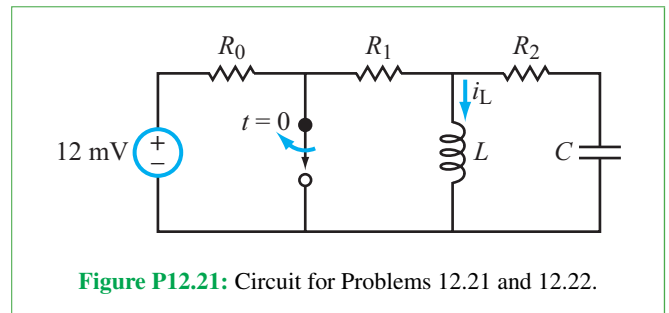 R0 R1 R2
iL
t = 0
12 mV + − L C
Figure P12.21: Circuit for Problems 12.21 and 12.22.